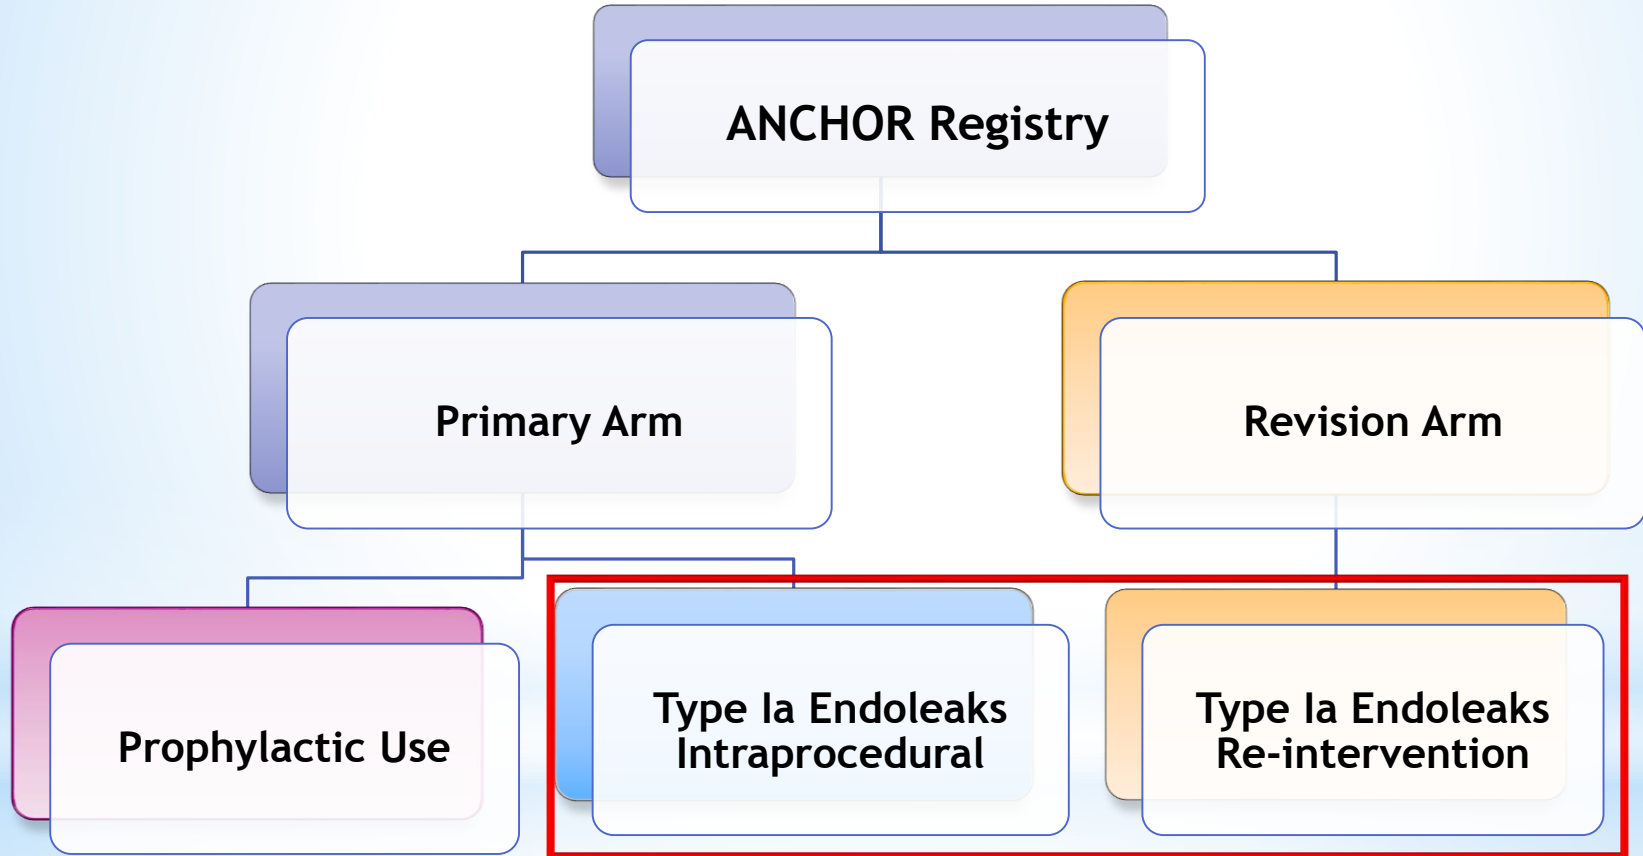 ANCHOR Registry
Primary Arm
Revision Arm
Prophylactic Use
Type Ia Endoleaks
Intraprocedural
Type Ia Endoleaks
Re-intervention